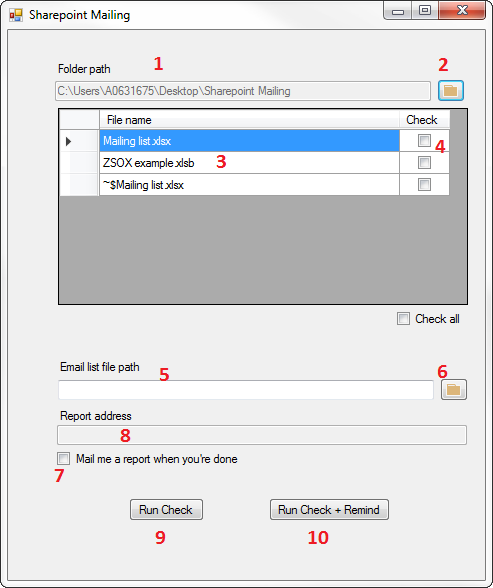 Sharepoint Mailing
Folder path 1 2
C:\Users\A0631675\Desktop\Sharepoint Mailing
File name Check
Mailing list.xlsx 4
ZSOX example.xlsb 3
~$Mailing list.xlsx
Check all
Email list file path 5 6
Report address
8
Mail me a report when you're done
7
Run Check Run Check + Remind
9 10